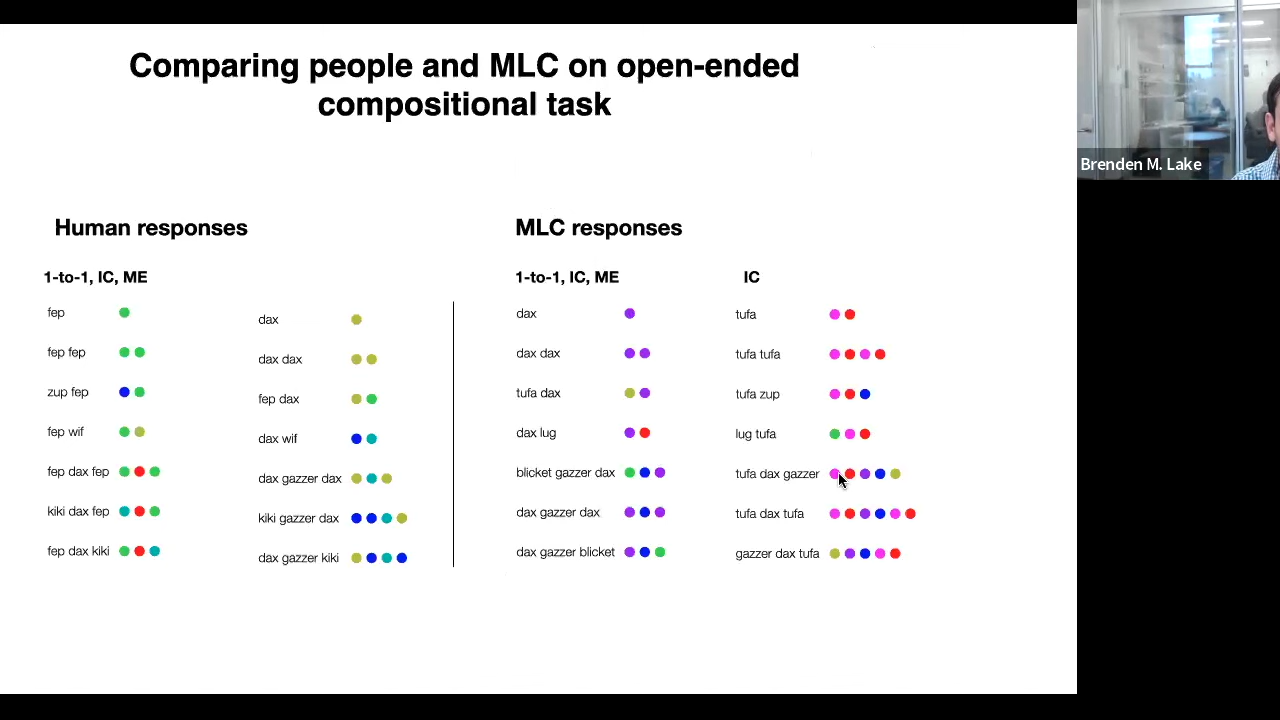 Comparing people and MLC on open-ended
compositional task
Brenden M. Lake
Human responses
1-to-1, IC, ME
fep
fep fep
zup fep
fep wif
fep dax fep
kiki dax fep
fep dax kiki
dax
dax dax
fep dax
dax wif
dax gazzer dax
kiki gazzer dax
dax gazzer kiki
MLC responses
1-to-1, IC, ME
dax
dax dax
tufa dax
dax lug
blicket gazzer dax
dax gazzer dax
dax gazzer blicket
IC
tufa
tufa tufa
tufa zup
lug tufa
tufa dax gazzer
tufa dax tufa
gazzer dax tufa